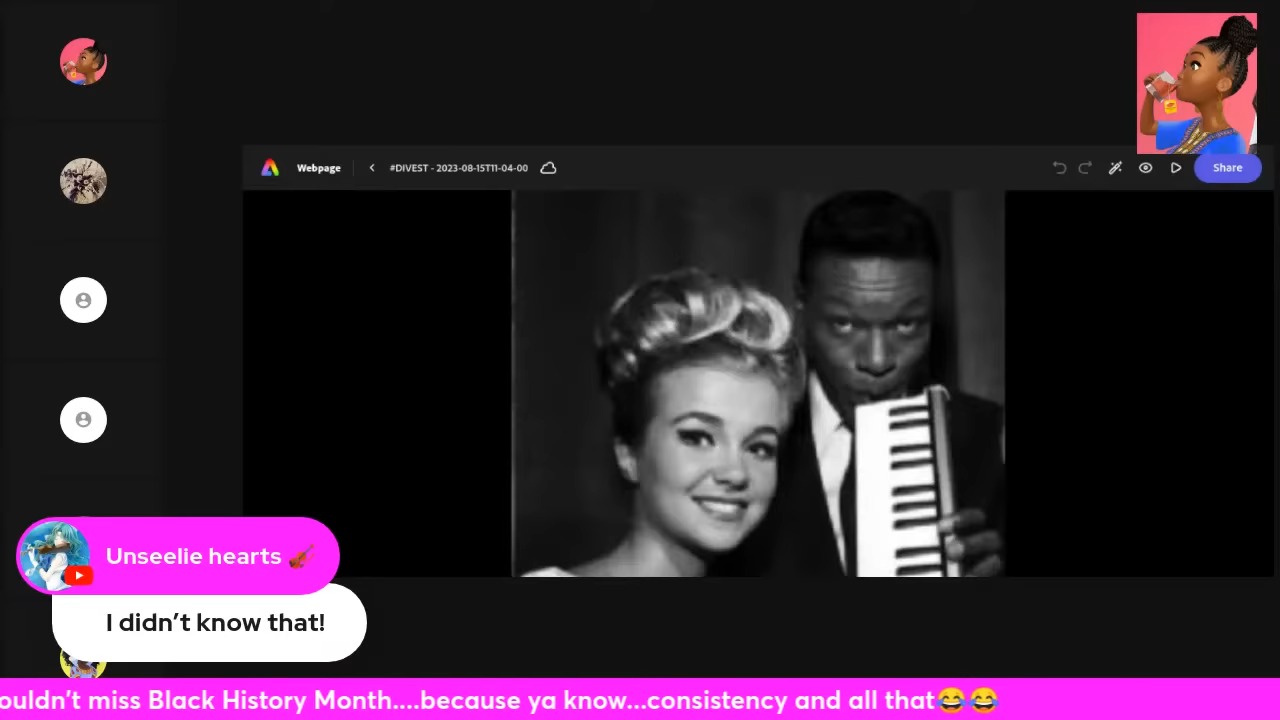 Webpage
#DIVEST - 2023-08-15T11-04-00
Share
Unseelie hearts 🎻
I didn’t know that!
ouldn’t miss Black History Month....because ya know...consistency and all that😂😂